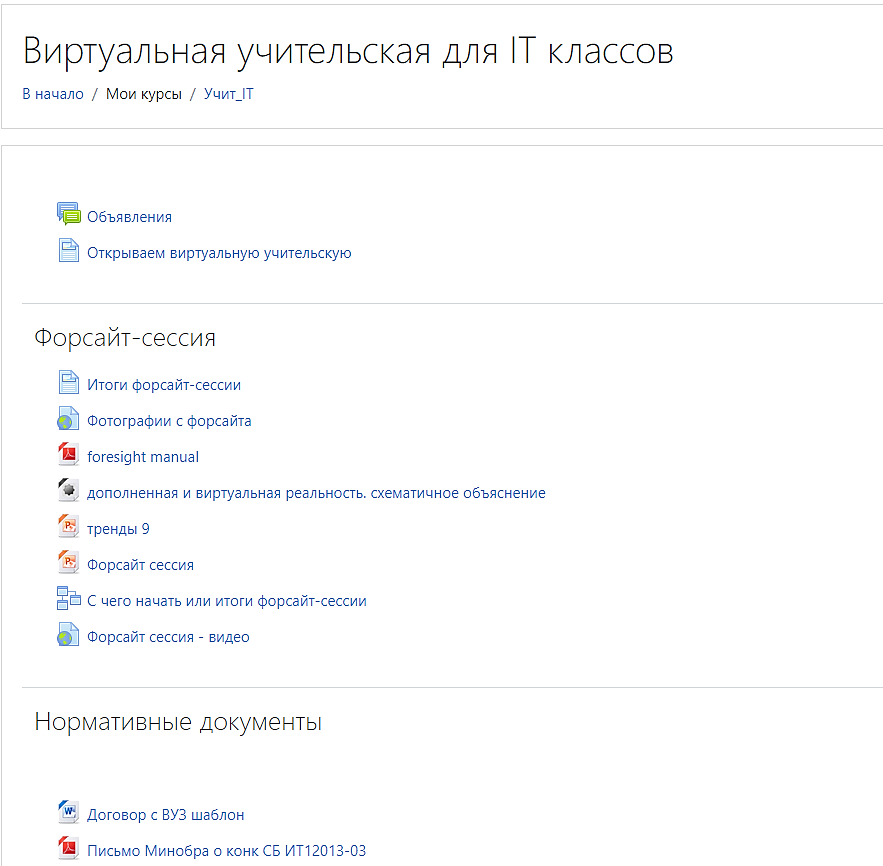 Виртуальная учительская для IT классов
В начало / Мои курсы / Учит_IT
Объявления
Открываем виртуальную учительскую
Форсайт-сессия
Итоги форсайт-сессии
Фотографии с форсайта
foresight manual
дополненная и виртуальная реальность. схематичное объяснение
тренды 9
Форсайт сессия
С чего начать или итоги форсайт-сессии
Форсайт сессия - видео
Нормативные документы
Договор с ВУЗ шаблон
Письмо Минобра о конк СБ ИТ12013-03